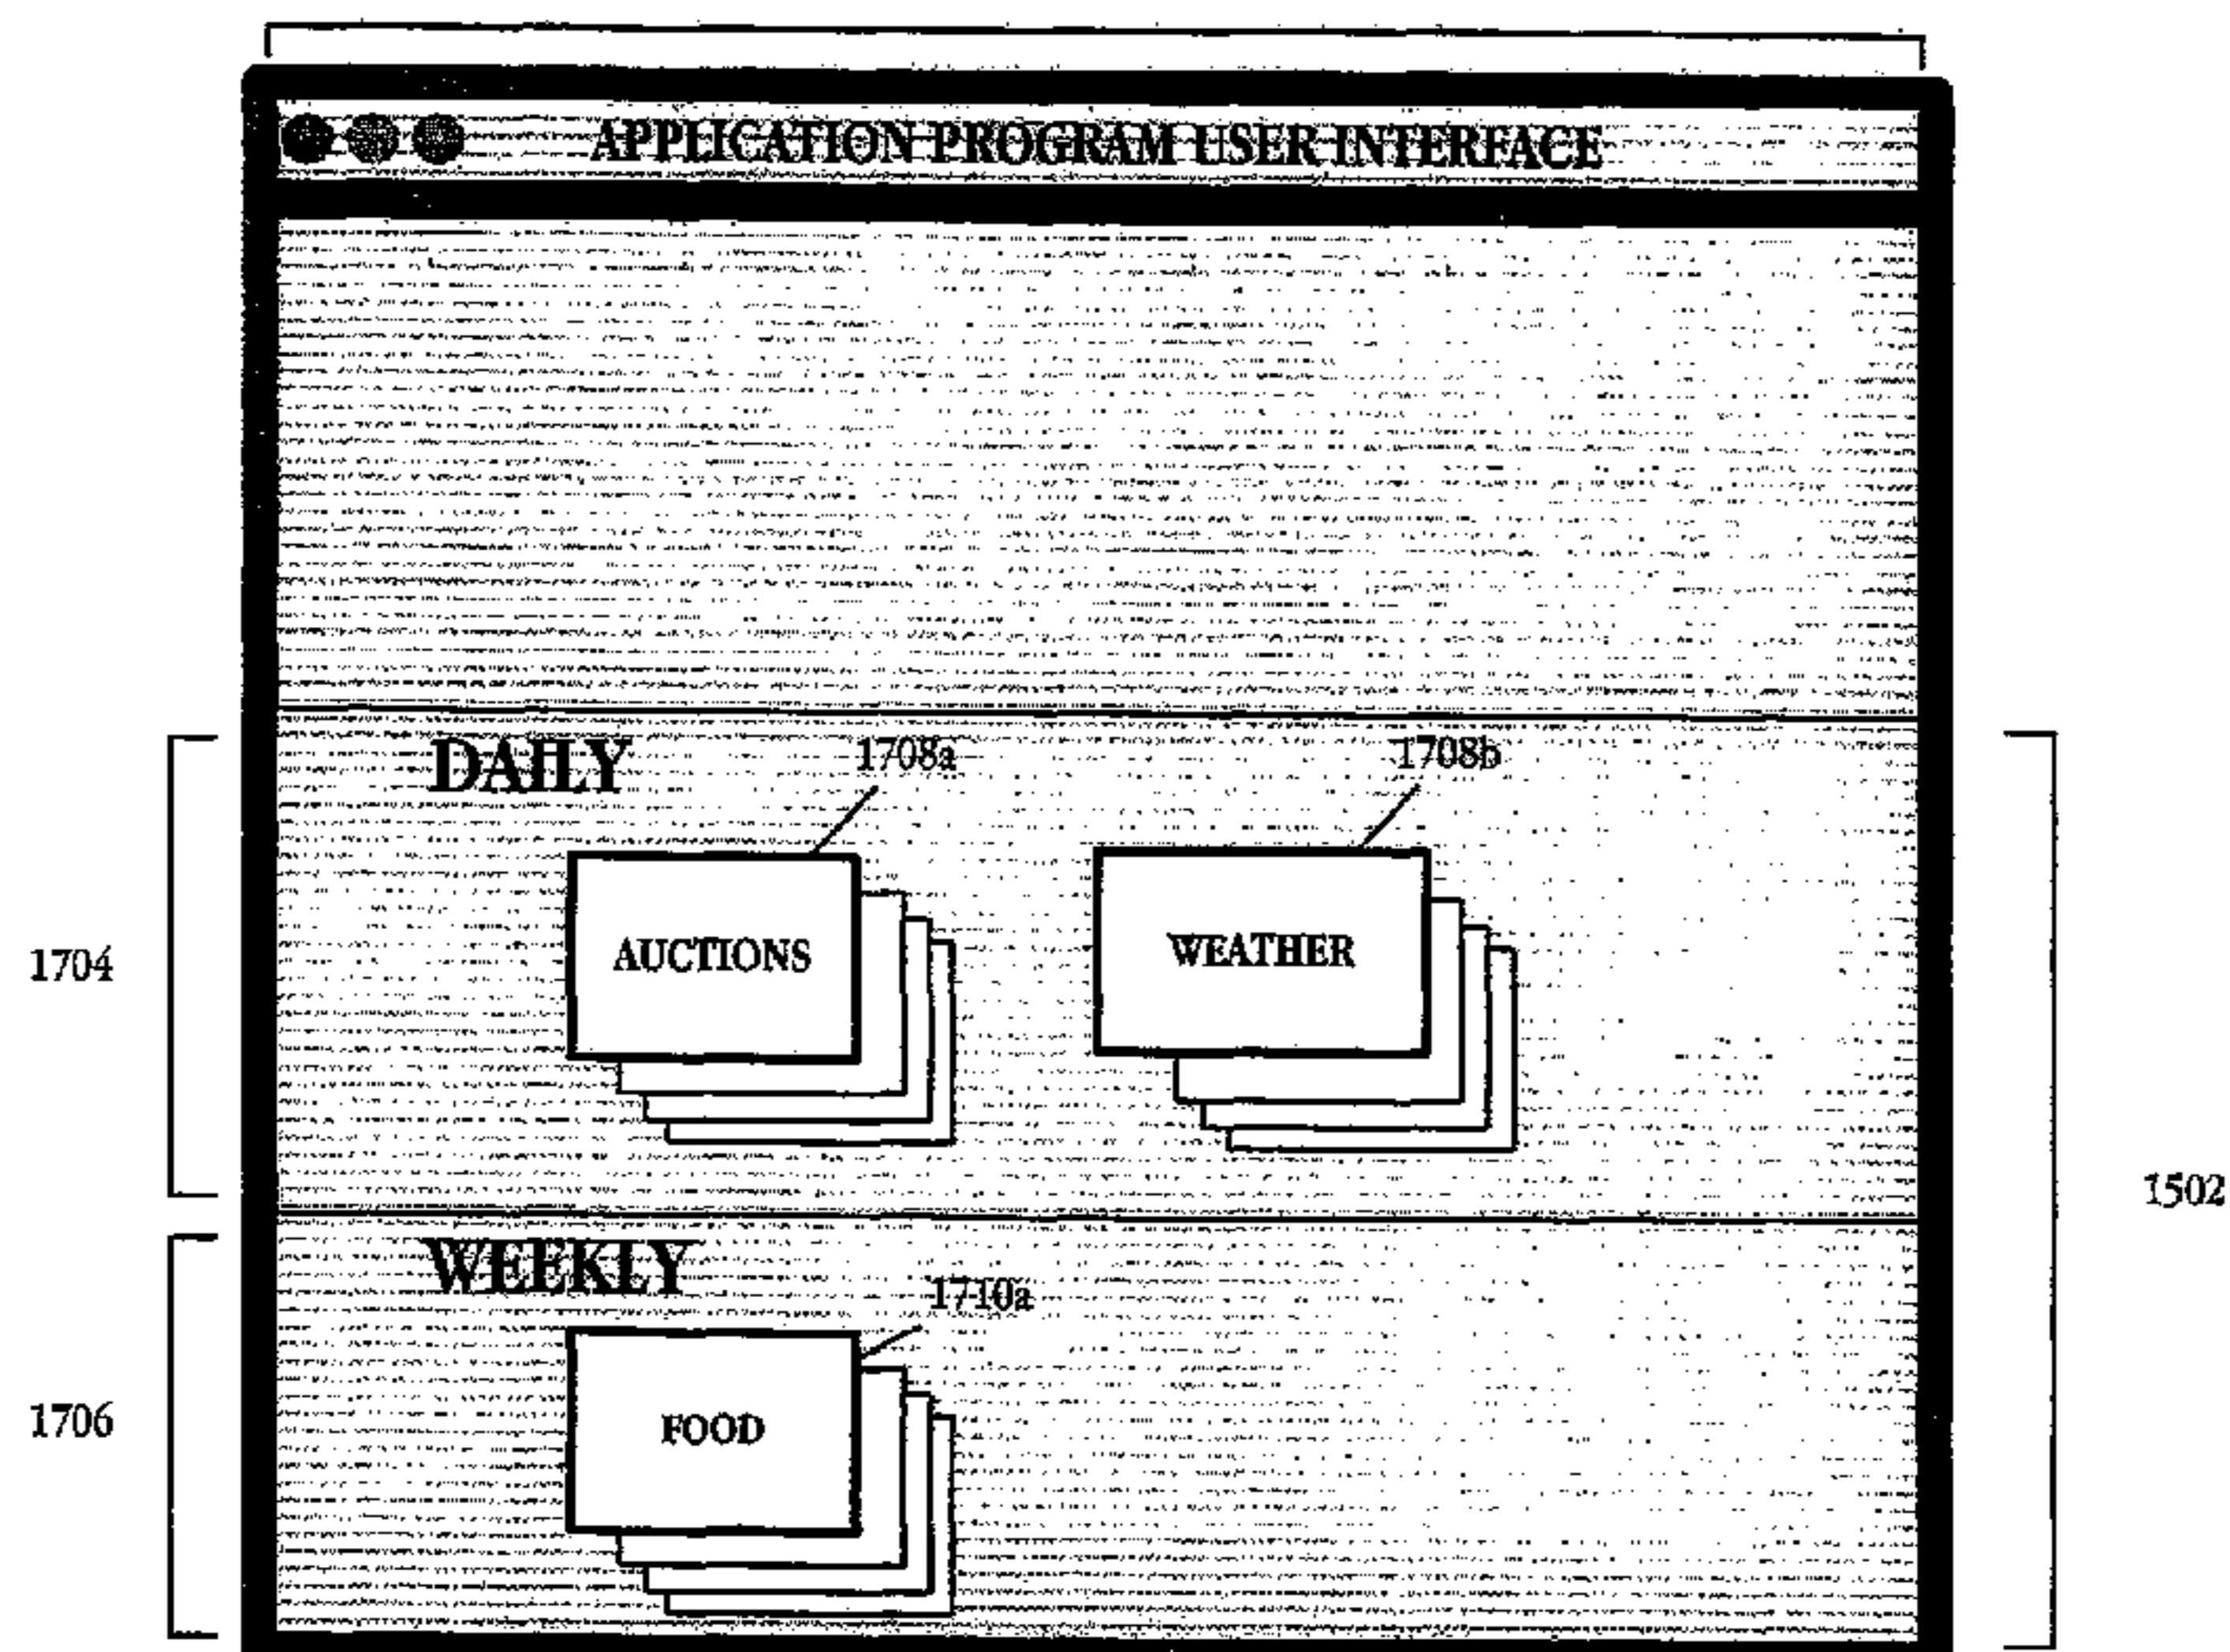 APPLICATION PROGRAM USER INTERFACE
DAILY
1708a
1708b
AUCTIONS
WEATHER
1704
1502
WEEKLY
1710a
FOOD
1706